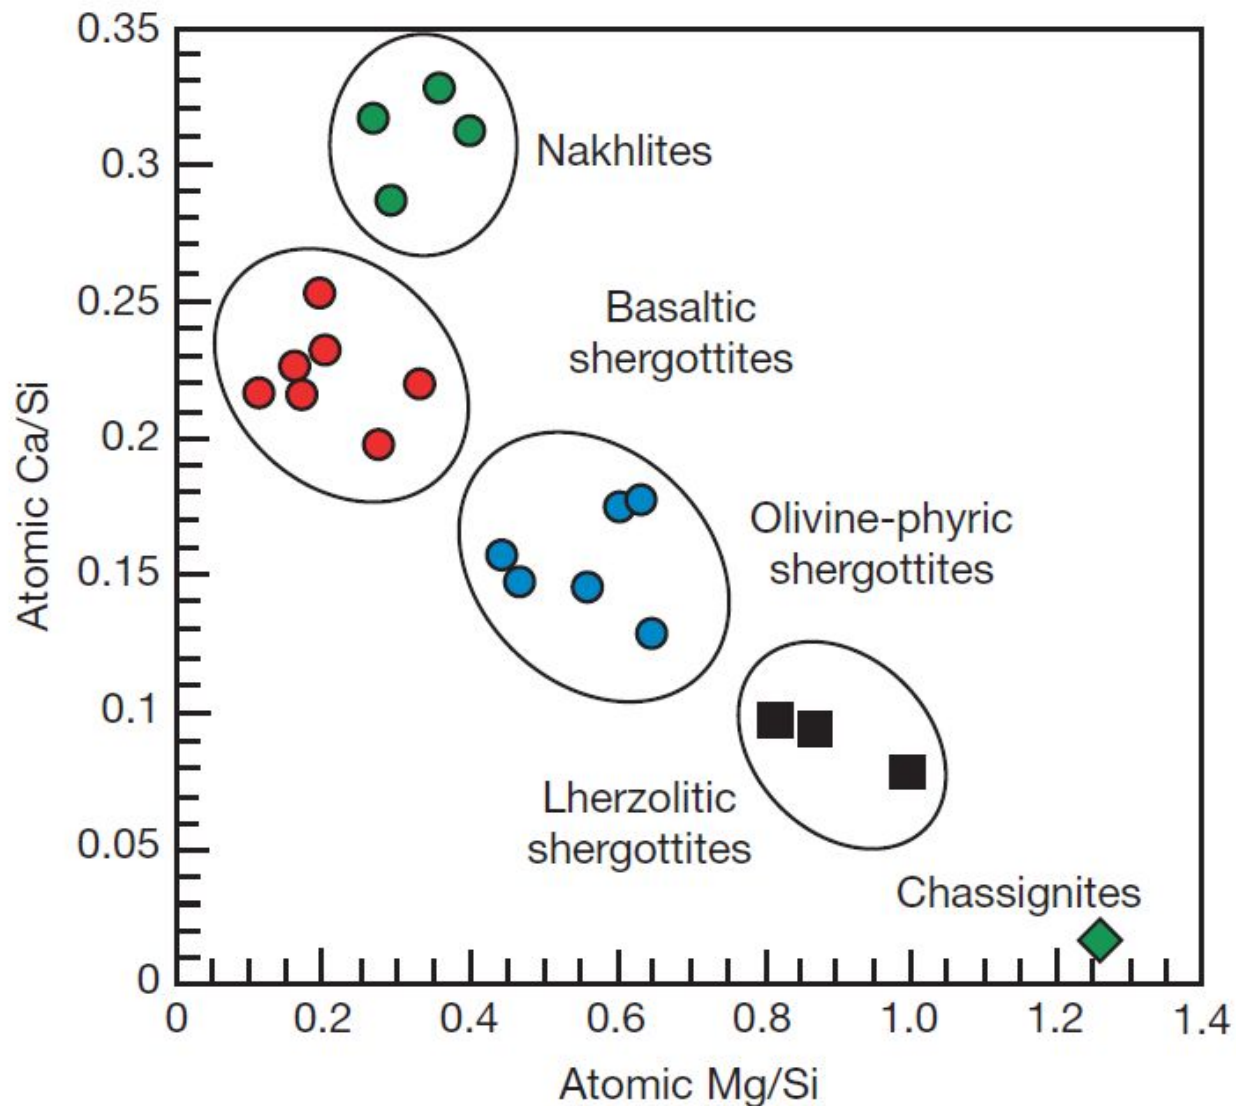 0.35
0.3
0.25
0.2
0.15
0.1
0.05
0
Atomic Ca/Si
Nakhlites
Basaltic
shergottites
Olivine-phyric
shergottites
Lherzolitic
shergottites
Chassignites
0 0.2 0.4 0.6 0.8 1.0 1.2 1.4
Atomic Mg/Si